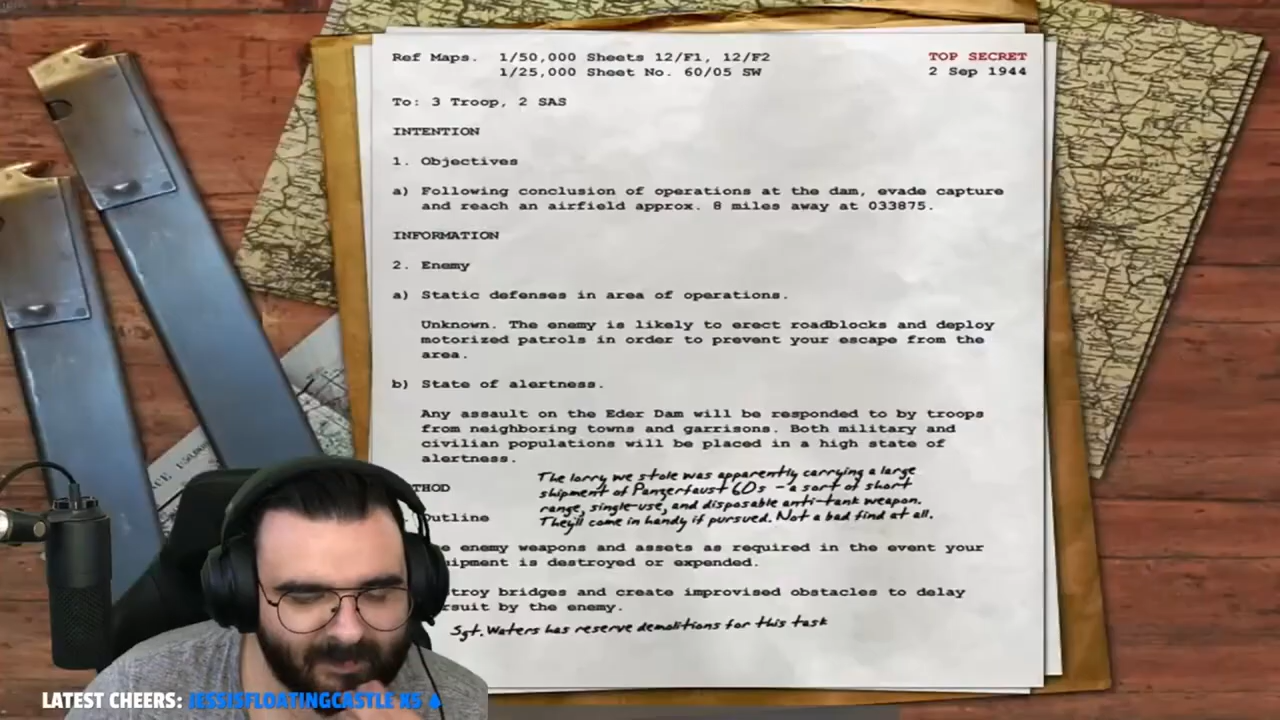 Ref Maps. 1/50,000 Sheets 12/F1, 12/F2
TOP SECRET
1/25,000 Sheet No. 60/05 SW
2 Sep 1944
To: 3 Troop, 2 SAS
INTENTION
1. Objectives
a) Following conclusion of operations at the dam, evade capture
and reach an airfield approx. 8 miles away at 033875.
INFORMATION
2. Enemy
a) Static defenses in area of operations.
Unknown. The enemy is likely to erect roadblocks and deploy
motorized patrols in order to prevent your escape from the
area.
b) State of alertness.
Any assault on the Eder Dam will be responded to by troops
from neighboring towns and garrisons. Both military and
civilian populations will be placed in a high state of
alertness.
The lorry we stole was apparently carrying a large
shipment of Panzerfaust 60s - a sort of short
range, single-use, and disposable anti-tank weapon.
They'll come in handy if pursued. Not a bad find at all.
THOD
Outline
enemy weapons and assets as required in the event your
ipment is destroyed or expended.
troy bridges and create improvised obstacles to delay
rsuit by the enemy.
Sgt. Waters has reserve demolitions for this task
LATEST CHEERS: JESSISFLOATINGCASTLE X5